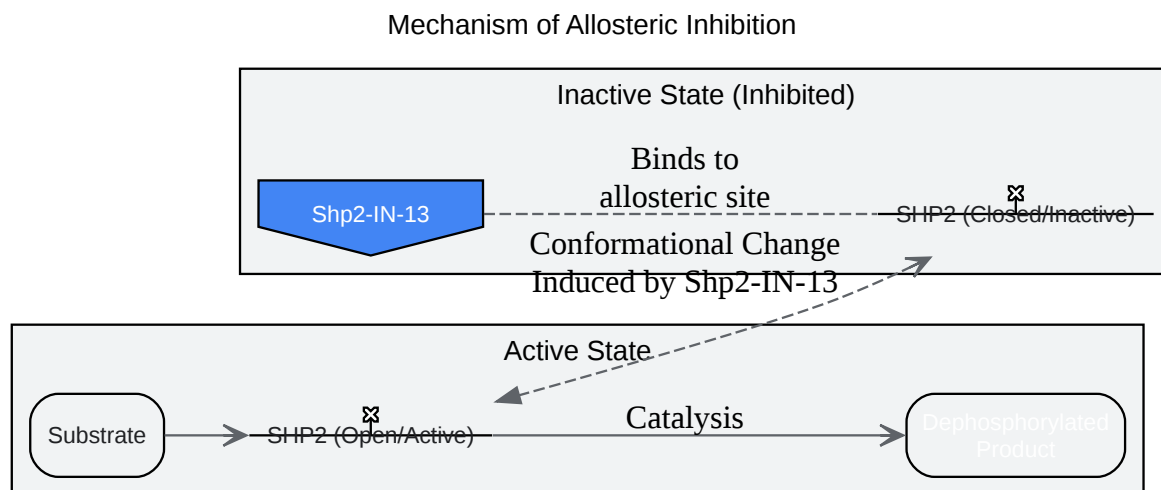 Mechanism of Allosteric Inhibition
Inactive State (Inhibited)
Binds to
allosteric site
Shp2-IN-13
SHP2 (Closed/Inactive)
Conformational Change
Induced by Shp2-IN-13
Active State
Substrate
SHP2 (Open/Active)
Catalysis
Dephosphorylated
Product